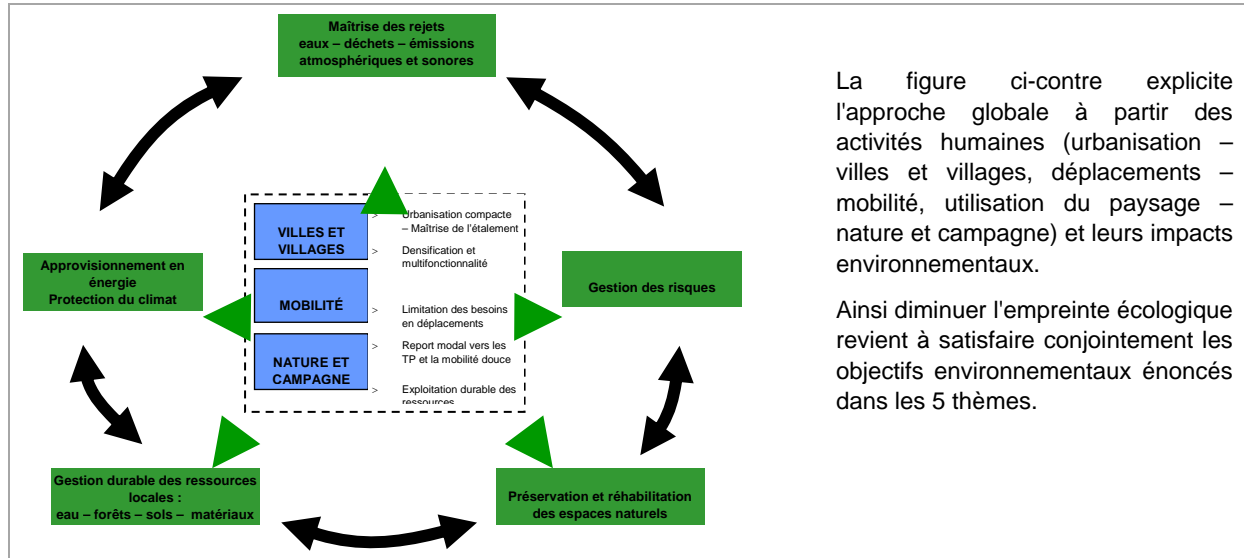 Maîtrise des rejets
eaux – déchets – émissions
atmosphériques et sonores
Approvisionnement en
énergie
Protection du climat
VILLES ET
VILLAGES
MOBILITÉ
NATURE ET
CAMPAGNE
> Urbanisation compacte
– Maîtrise de l'étalement
> Densification et
multifonctionnalité
> Limitation des besoins
en déplacements
> Report modal vers les
TP et la mobilité douce
> Exploitation durable des
ressources
Gestion des risques
Gestion durable des ressources
locales :
eau – forêts – sols – matériaux
Préservation et réhabilitation
des espaces naturels
La figure ci-contre explicite
l'approche globale à partir des
activités humaines (urbanisation –
villes et villages, déplacements –
mobilité, utilisation du paysage –
nature et campagne) et leurs impacts
environnementaux.
Ainsi diminuer l'empreinte écologique
revient à satisfaire conjointement les
objectifs environnementaux énoncés
dans les 5 thèmes.